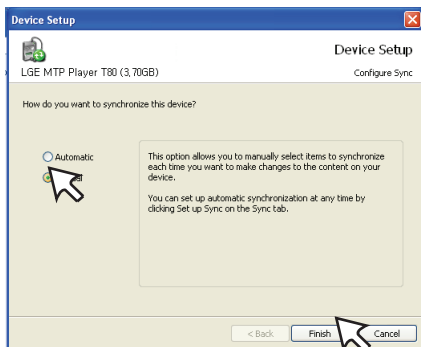 Device Setup
Device Setup
LGE MTP Player T80 (3,70GB)
Configure Sync
How do you want to synchronize this device?
Automatic
This option allows you to manually select items to synchronize
each time you want to make changes to the content on your
device.
You can set up automatic synchronization at any time by
clicking Set up Sync on the Sync tab.
< Back
Finish
Cancel